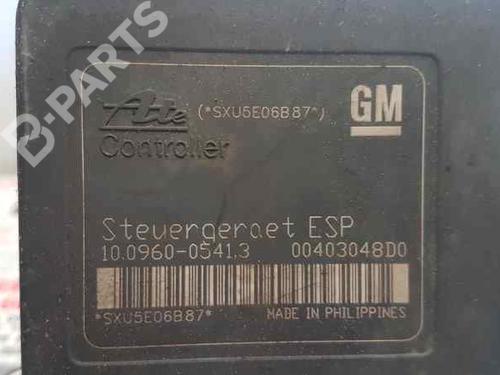 B-PARTS
Ate (*SXU5E06B87*) GM
Controller
Steuergeraet ESP
10.0960-0541.3 00403048D0
*SXU5E06B87* MADE IN PHILIPPINES